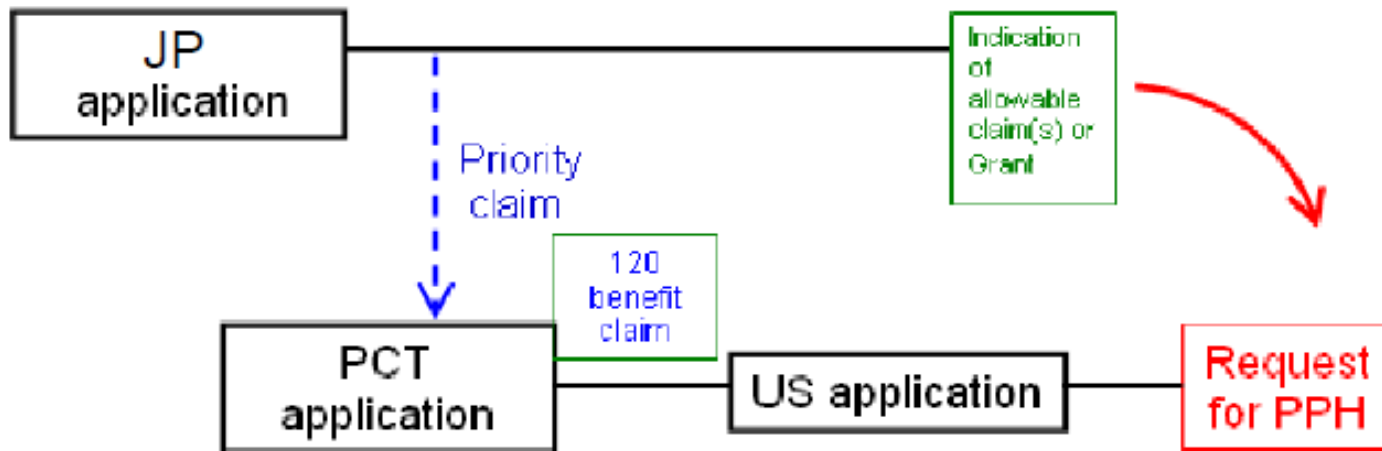 JP
application
Indication
of
allowable
claim(s) or
Grant
Priority
claim
120
benefit
claim
PCT
application
US application
Request
for PPH